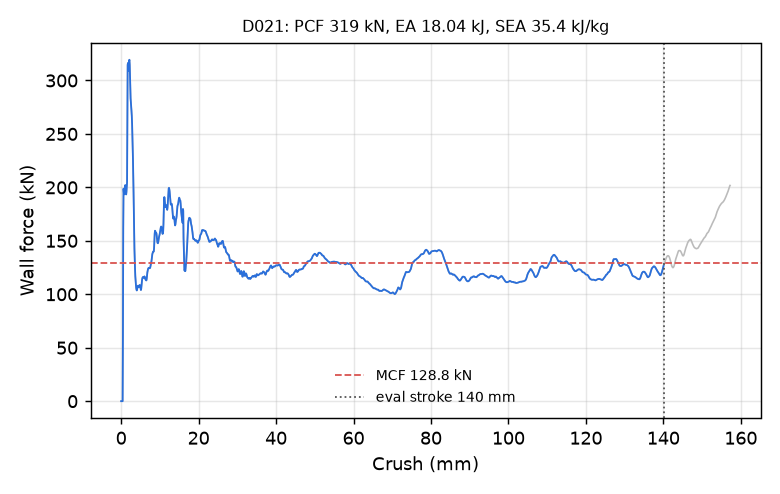 D021: PCF 319 kN, EA 18.04 kJ, SEA 35.4 kJ/kg
Wall force (kN)
300
250
200
150
100
50
0
MCF 128.8 kN
eval stroke 140 mm
0 20 40 60 80 100 120 140 160
Crush (mm)